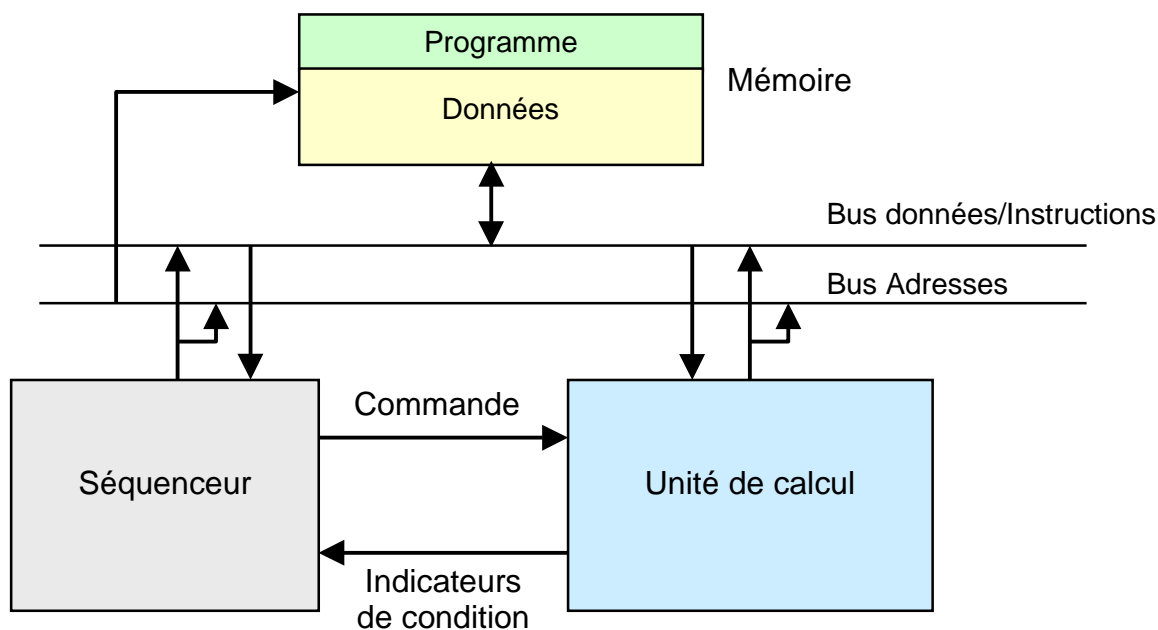 Programme
Mémoire
Données
Bus données/Instructions
Bus Adresses
Commande
Séquenceur
Unité de calcul
Indicateurs
de condition